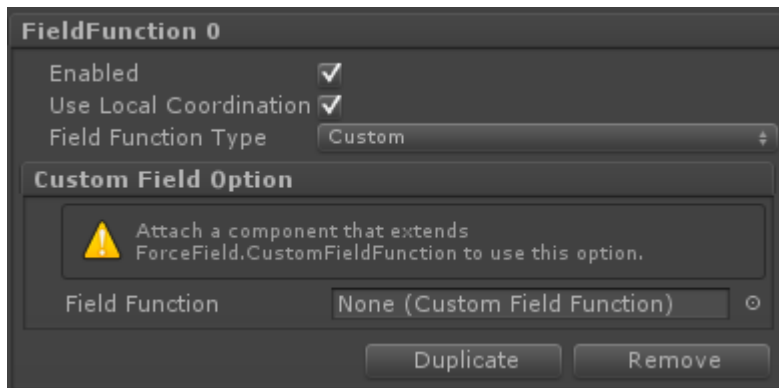 FieldFunction 0
Enabled
Use Local Coordination
Field Function Type Custom
Custom Field Option
Attach a component that extends
ForceField.CustomFieldFunction to use this option.
Field Function None (Custom Field Function)
Duplicate Remove